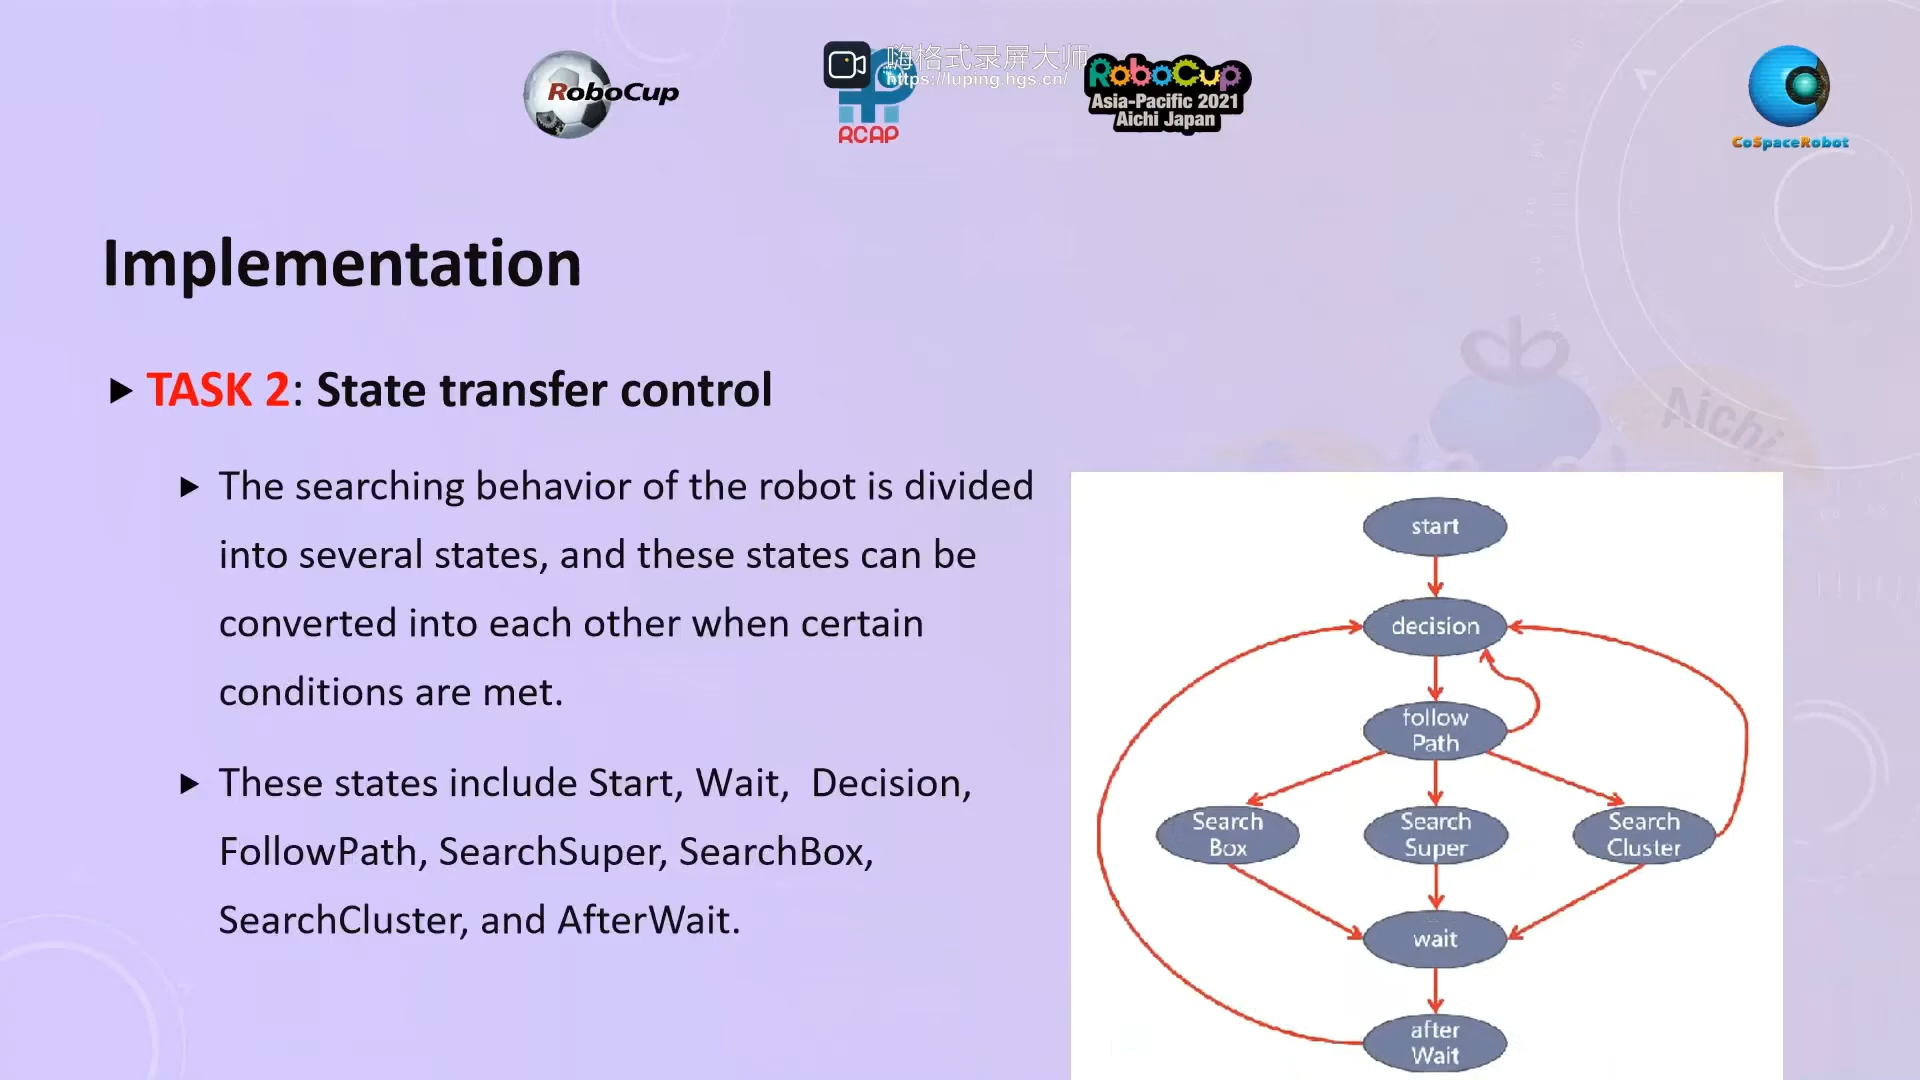 RoboCup
嗨格式录屏大师
https://luping.hgs.cn/
RCAP
RoboCup
Asia-Pacific 2021
Aichi Japan
CoSpaceRobot
Implementation
TASK 2: State transfer control
The searching behavior of the robot is divided
into several states, and these states can be
converted into each other when certain
conditions are met.
These states include Start, Wait,  Decision,
FollowPath, SearchSuper, SearchBox,
SearchCluster, and AfterWait.
Aichi
start
decision
follow
Path
Search
Box
Search
Super
Search
Cluster
wait
after
Wait